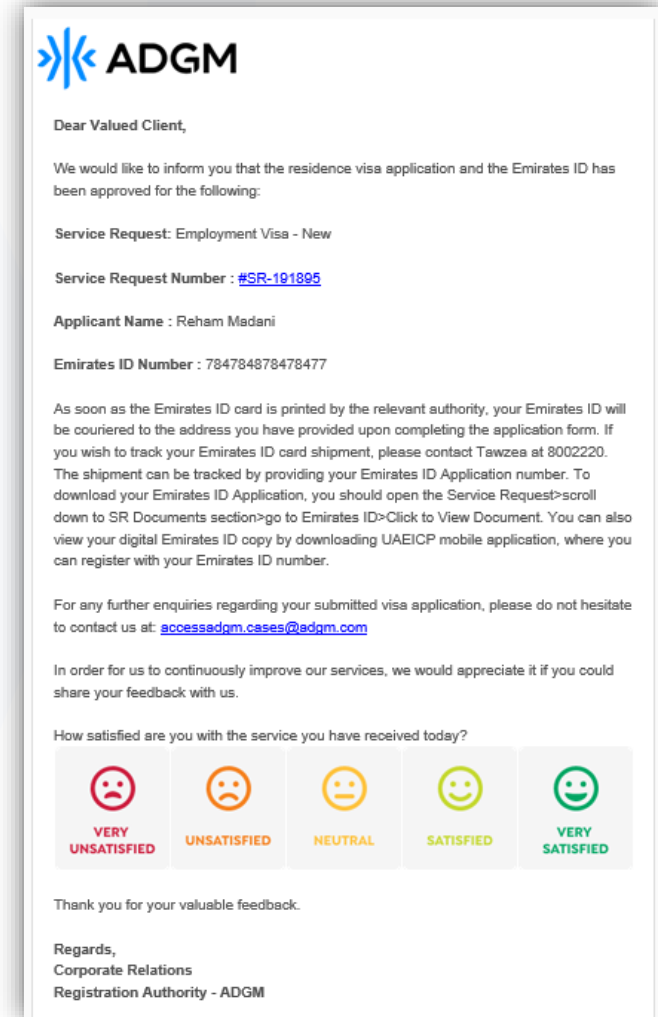 ADGM
Dear Valued Client,
We would like to inform you that the residence visa application and the Emirates ID has
been approved for the following:
Service Request: Employment Visa - New
Service Request Number : #SR-191895
Applicant Name : Reham Madani
Emirates ID Number : 784784878478477
As soon as the Emirates ID card is printed by the relevant authority, your Emirates ID will
be couriered to the address you have provided upon completing the application form. If
you wish to track your Emirates ID card shipment, please contact Tawzea at 8002220.
The shipment can be tracked by providing your Emirates ID Application number. To
download your Emirates ID Application, you should open the Service Request>scroll
down to SR Documents section>go to Emirates ID>Click to View Document. You can also
view your digital Emirates ID copy by downloading UAEICP mobile application, where you
can register with your Emirates ID number.
For any further enquiries regarding your submitted visa application, please do not hesitate
to contact us at: accessadgm.cases@adgm.com
In order for us to continuously improve our services, we would appreciate it if you could
share your feedback with us.
How satisfied are you with the service you have received today?
VERY UNSATISFIED
UNSATISFIED
NEUTRAL
SATISFIED
VERY SATISFIED
Thank you for your valuable feedback.
Regards,
Corporate Relations
Registration Authority - ADGM